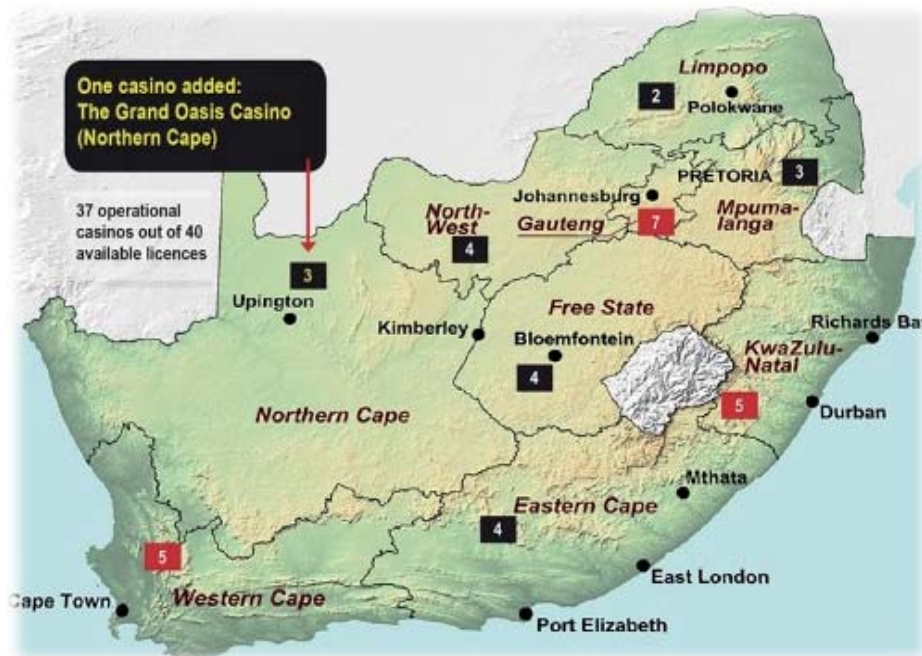 One casino added:
The Grand Oasis Casino
(Northern Cape)
37 operational
casinos out of 40
available licences
Limpopo
2
Polokwane
PRETORIA
3
Johannesburg
North-
West
Gauteng
7
Mpuma-
langa
4
3
Upington
Free State
Kimberley
Bloemfontein
Richards Bay
KwaZulu-
Natal
4
5
Durban
Northern Cape
Mthata
Eastern Cape
4
5
East London
Western Cape
Cape Town
Port Elizabeth